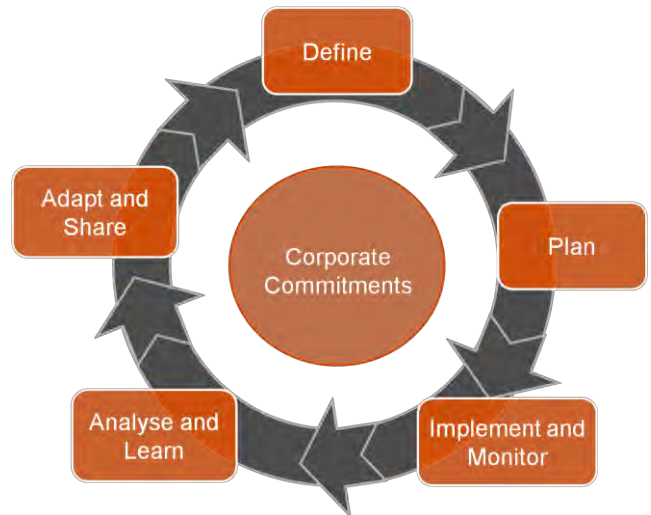 Define
Plan
Implement and
Monitor
Analyse and
Learn
Adapt and
Share
Corporate
Commitments